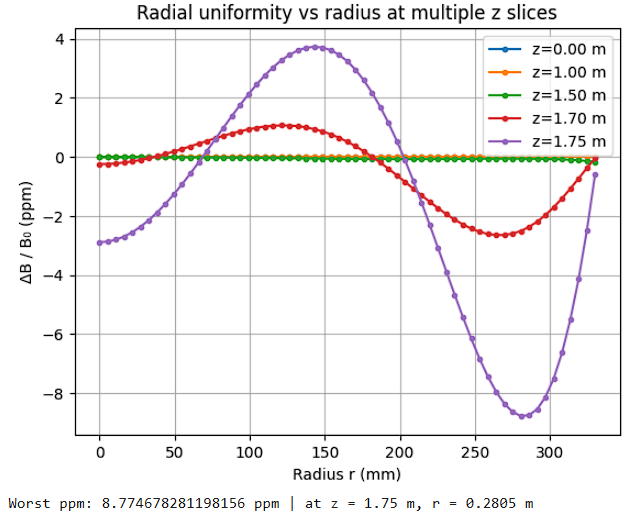 Radial uniformity vs radius at multiple z slices
4
2
0
−2
−4
−6
−8
ΔB / B₀ (ppm)
z=0.00 m
z=1.00 m
z=1.50 m
z=1.70 m
z=1.75 m
0 50 100 150 200 250 300
Radius r (mm)
Worst ppm: 8.774678281198156 ppm | at z = 1.75 m, r = 0.2805 m